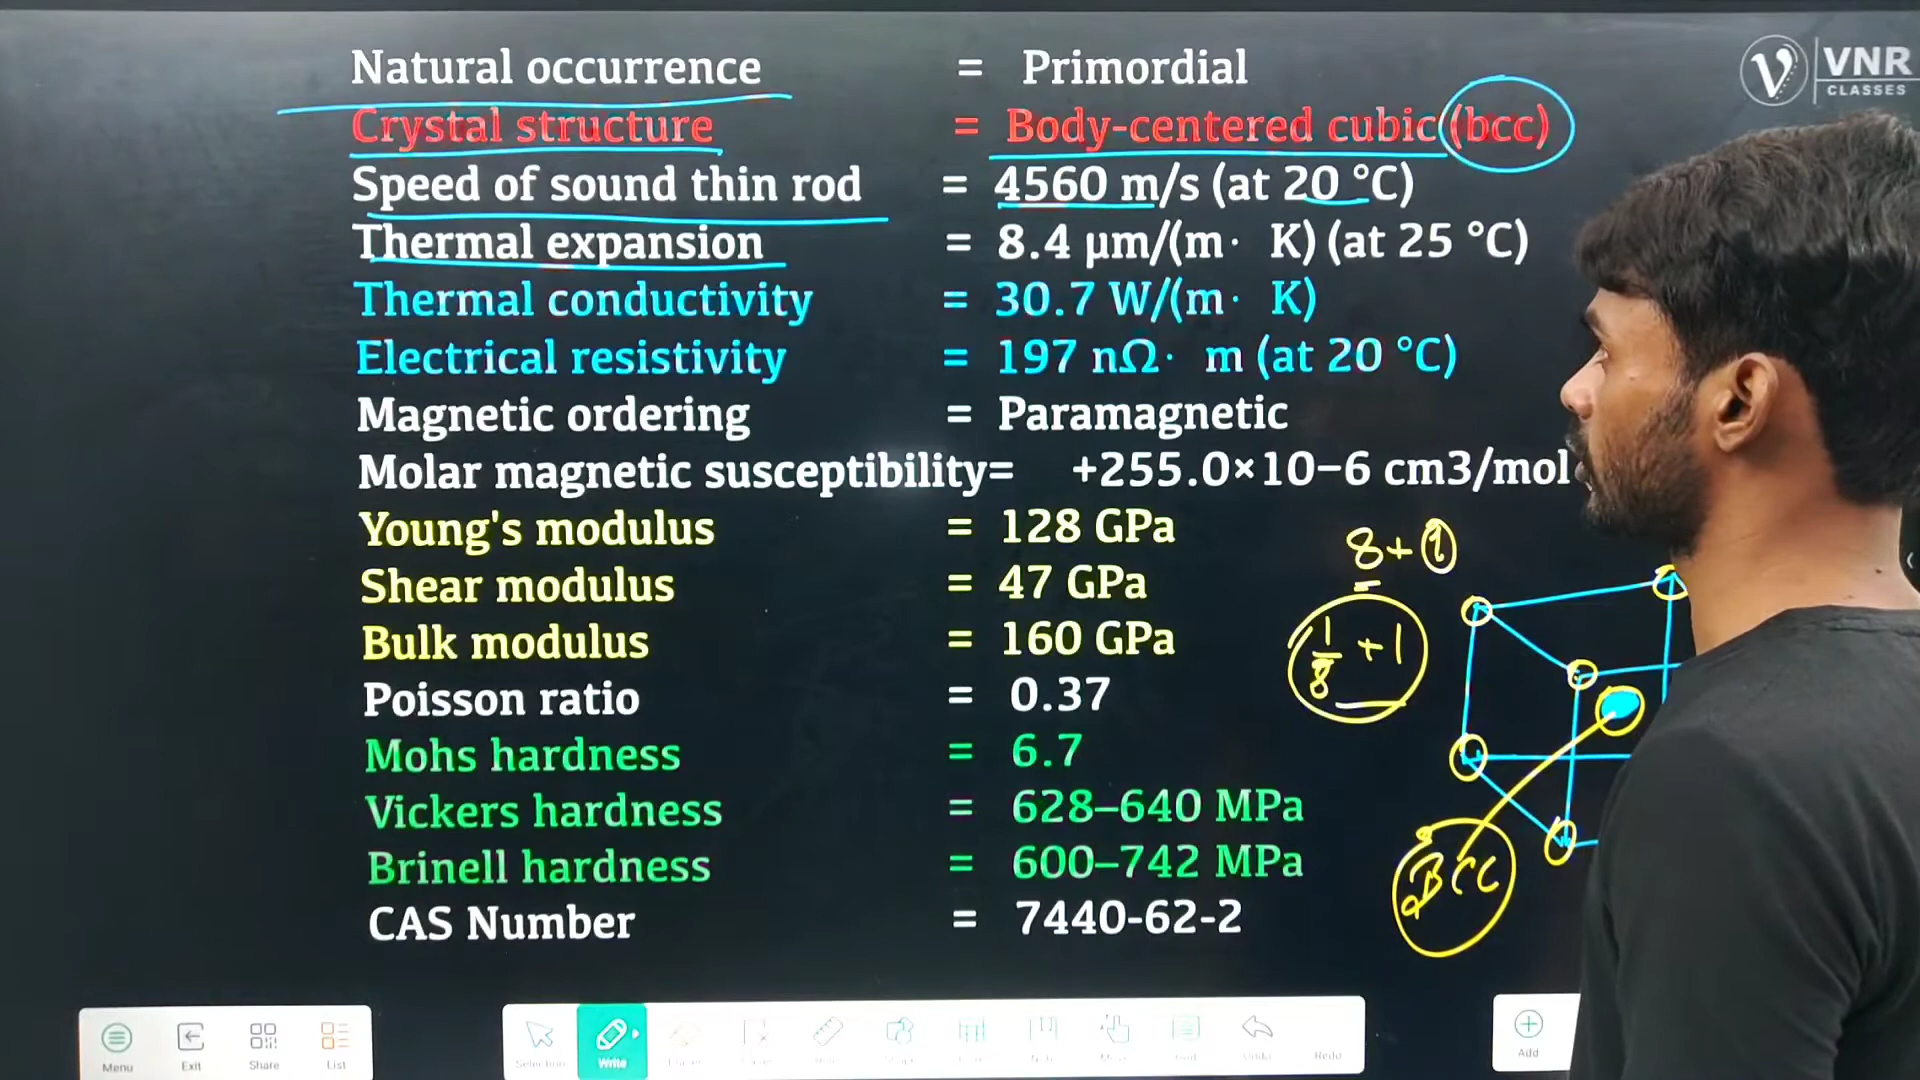 VNR
CLASSES
Natural occurrence = Primordial
Crystal structure = Body-centered cubic (bcc)
Speed of sound thin rod = 4560 m/s (at 20 °C)
Thermal expansion = 8.4 μm/(m· K) (at 25 °C)
Thermal conductivity = 30.7 W/(m· K)
Electrical resistivity = 197 nΩ· m (at 20 °C)
Magnetic ordering = Paramagnetic
Molar magnetic susceptibility= +255.0×10−6 cm3/mol
Young's modulus = 128 GPa
Shear modulus = 47 GPa
Bulk modulus = 160 GPa
Poisson ratio = 0.37
Mohs hardness = 6.7
Vickers hardness = 628–640 MPa
Brinell hardness = 600–742 MPa
CAS Number = 7440-62-2
8+1
1/8 + 1
BCC
Menu Exit Share List Selection Write Undo Redo Add